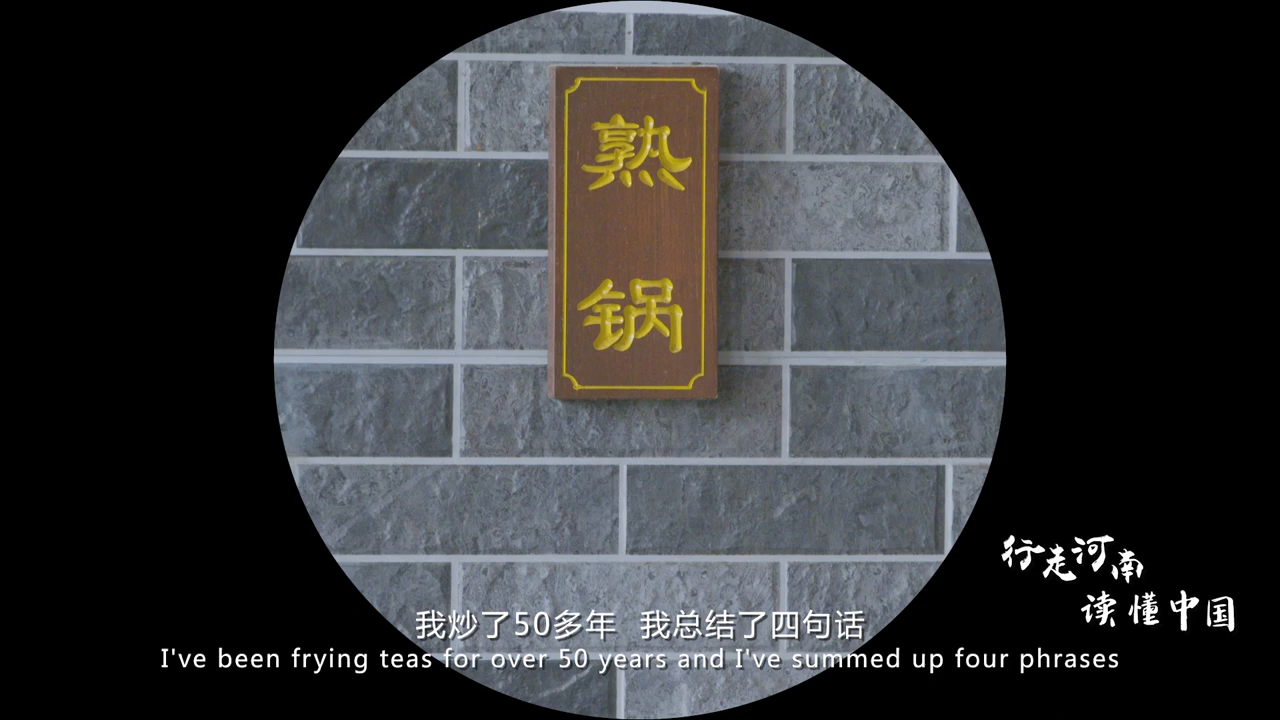 熟
锅
行走河南
读懂中国
我炒了50多年 我总结了四句话
I've been frying teas for over 50 years and I've summed up four phrases